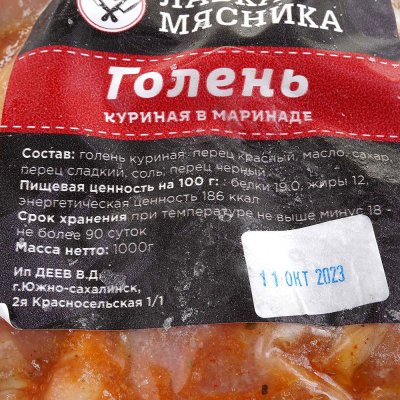 ЛАВКА
МЯСНИКА
Голень
КУРИНАЯ В МАРИНАДЕ
Состав: голень куриная, перец красный, масло, сахар,
перец сладкий, соль, перец черный
Пищевая ценность на 100 г: : белки 19.0, жиры 12,
энергетическая ценность 186 ккал
Срок хранения при температуре не выше минус 18 -
не более 90 суток
Масса нетто: 1000г
Ип ДЕЕВ В.Д.
г.Южно-сахалинск,
2я Красносельская 1/1
11 ОКТ 2023